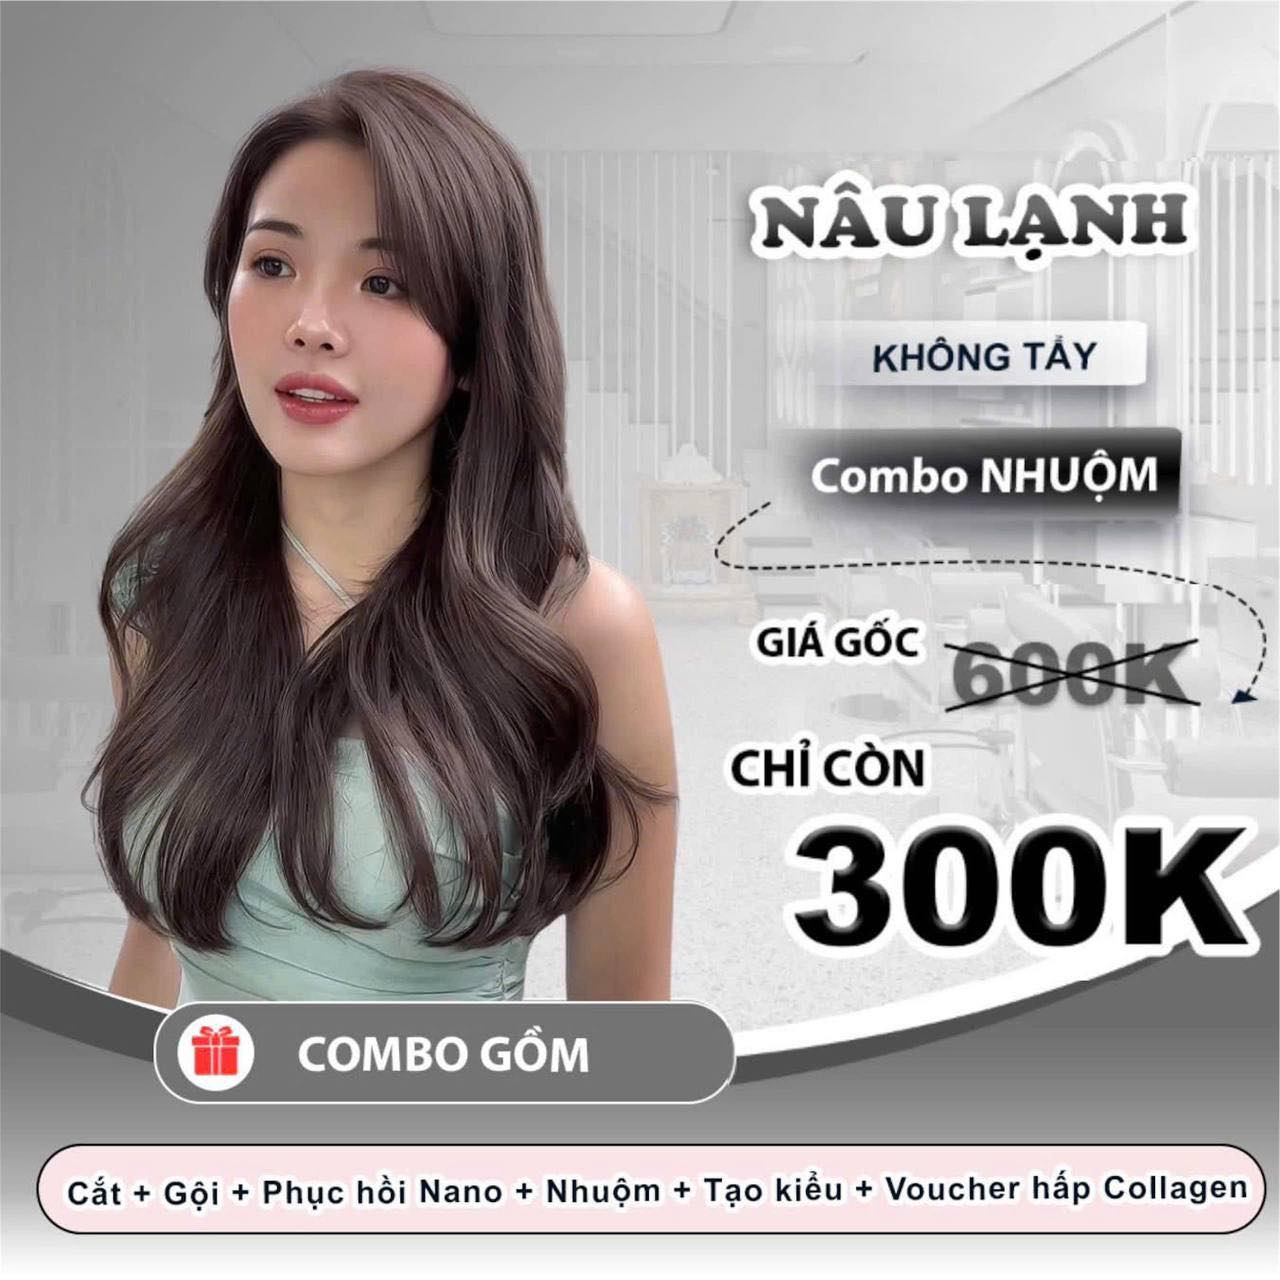 NÂU LẠNH
KHÔNG TẨY
Combo NHUỘM
GIÁ GỐC 600K
CHỈ CÒN
300K
COMBO GỒM
Cắt + Gội + Phục hồi Nano + Nhuộm + Tạo kiểu + Voucher hấp Collagen